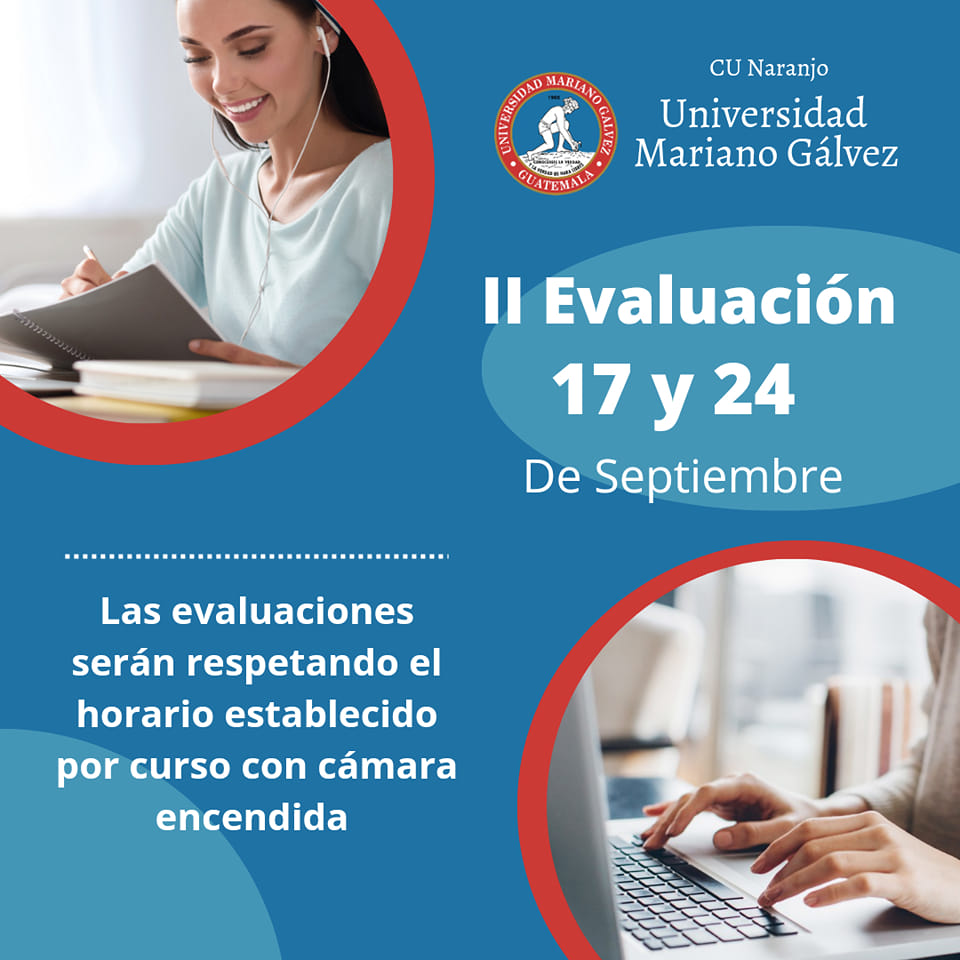 CU Naranjo
Universidad
Mariano Gálvez
UNIVERSIDAD MARIANO GALVEZ
GUATEMALA
II Evaluación
17 y 24
De Septiembre
Las evaluaciones
serán respetando el
horario establecido
por curso con cámara
encendida